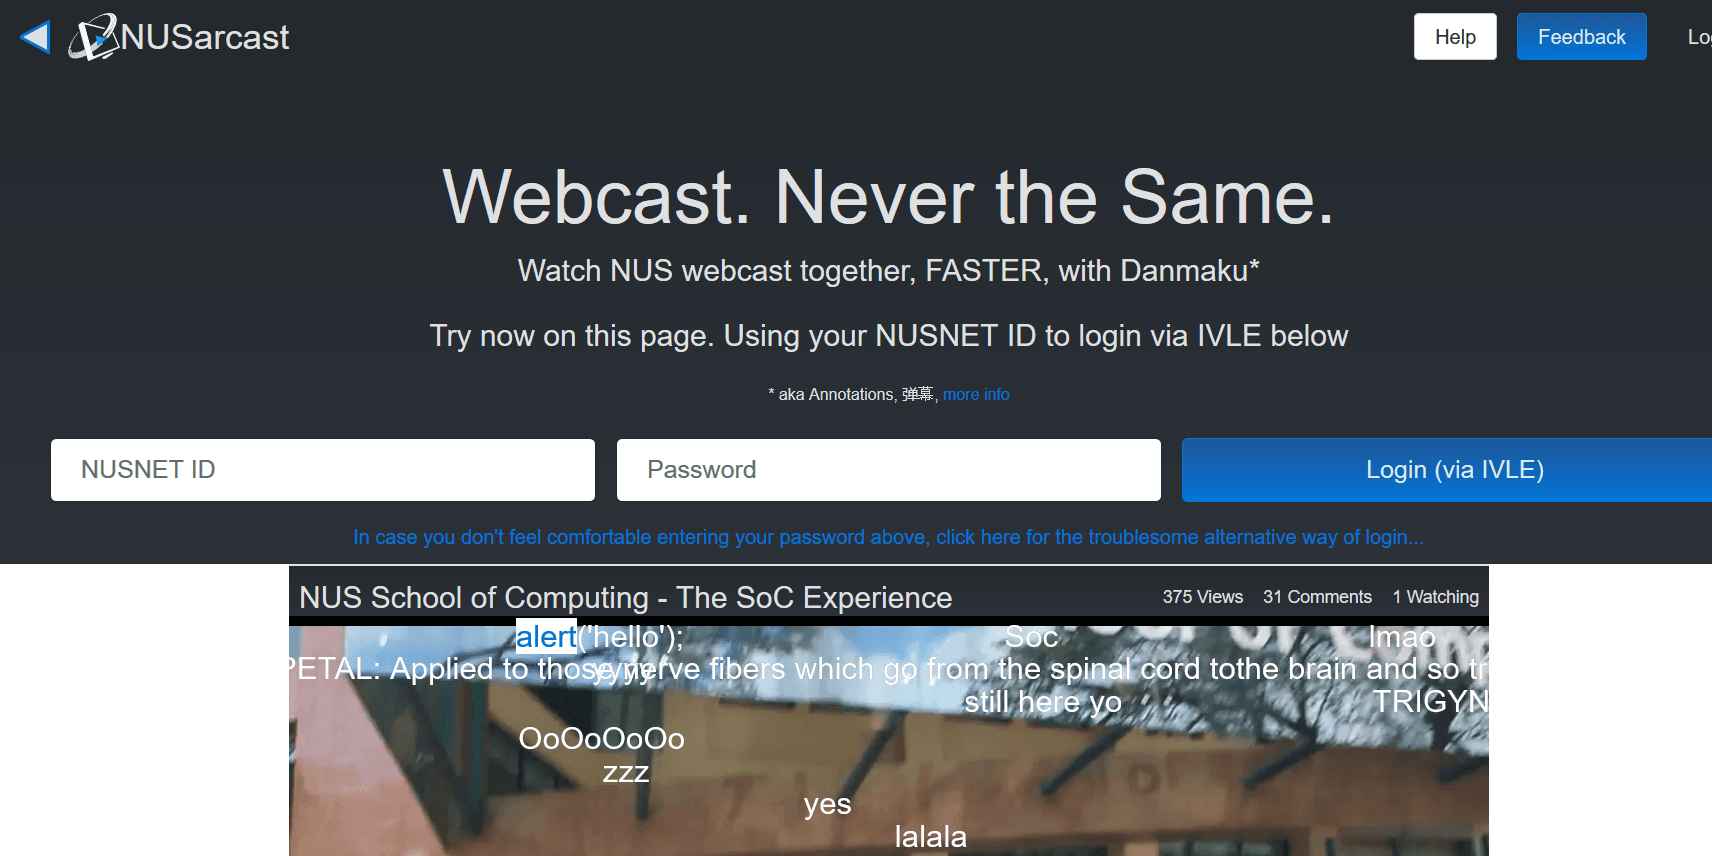 NUSarcast
Help
Feedback
Webcast. Never the Same.
Watch NUS webcast together, FASTER, with Danmaku*
Try now on this page. Using your NUSNET ID to login via IVLE below
* aka Annotations, 弹幕, more info
NUSNET ID
Password
Login (via IVLE)
In case you don't feel comfortable entering your password above, click here for the troublesome alternative way of login...
NUS School of Computing - The SoC Experience
375 Views
31 Comments
1 Watching
alert('hello');
Soc
lmao
PETAL: Applied to those nerve fibers which go from the spinal cord tothe brain and so
still here yo
TRIGYN
OoOoOoOo
zzz
yes
lalala